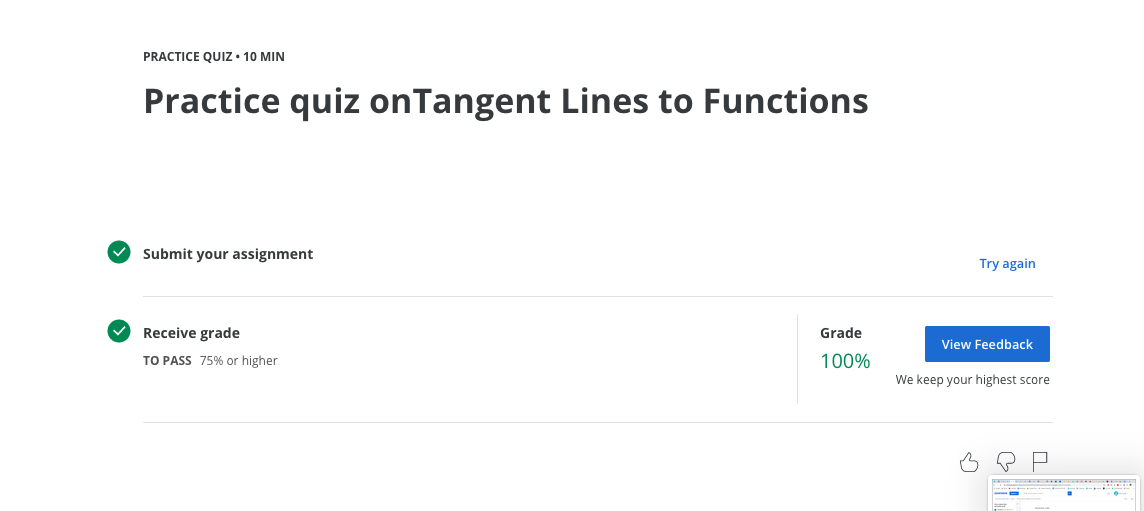 PRACTICE QUIZ • 10 MIN
Practice quiz onTangent Lines to Functions
Submit your assignment
Try again
Receive grade
TO PASS 75% or higher
Grade
100%
View Feedback
We keep your highest score